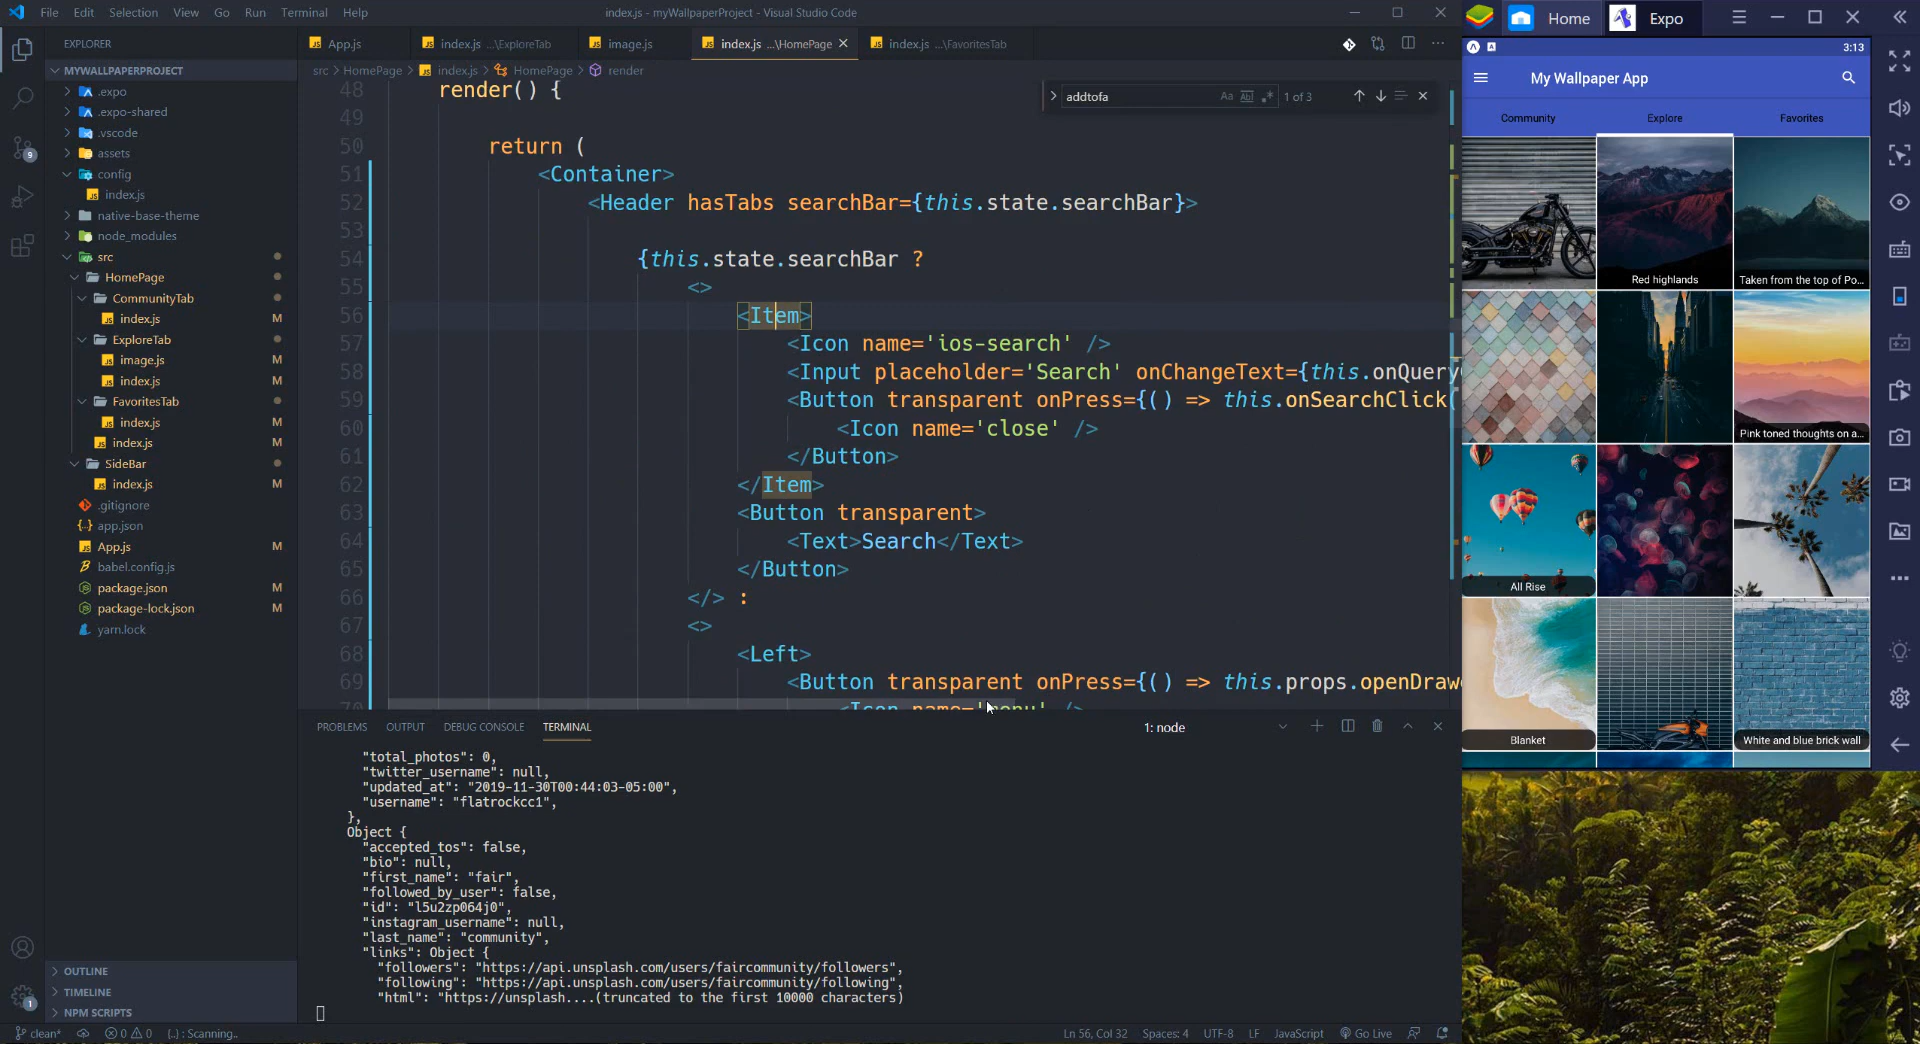 File Edit Selection View Go Run Terminal Help
index.js - myWallpaperProject - Visual Studio Code
Home
Expo
EXPLORER
MYWALLPAPERPROJECT
.expo
.expo-shared
.vscode
assets
config
index.js
native-base-theme
node_modules
src
HomePage
CommunityTab
index.js M
ExploreTab
image.js M
index.js M
FavoritesTab
index.js M
index.js M
SideBar
index.js M
.gitignore
app.json
App.js M
babel.config.js
package.json M
package-lock.json M
yarn.lock
OUTLINE
TIMELINE
NPM SCRIPTS
9
1
App.js
index.js ...\ExploreTab
image.js
index.js ...\HomePage
index.js ...\FavoritesTab
src > HomePage > index.js > HomePage > render
addtofa
Aa Abl 1 of 3
48 render() {
49
50 return (
51 <Container>
52 <Header hasTabs searchBar={this.state.searchBar}>
53
54 {this.state.searchBar ?
55 <>
56 <Item>
57 <Icon name='ios-search' />
58 <Input placeholder='Search' onChangeText={this.onQuery
59 <Button transparent onPress={() => this.onSearchClick(
60 <Icon name='close' />
61 </Button>
62 </Item>
63 <Button transparent>
64 <Text>Search</Text>
65 </Button>
66 </> :
67 <>
68 <Left>
69 <Button transparent onPress={() => this.props.openDraw
70 <Icon name='menu' />
PROBLEMS OUTPUT DEBUG CONSOLE TERMINAL
1: node
"total_photos": 0,
"twitter_username": null,
"updated_at": "2019-11-30T00:44:03-05:00",
"username": "flatrockcc1",
},
Object {
"accepted_tos": false,
"bio": null,
"first_name": "fair",
"followed_by_user": false,
"id": "l5u2zp064j0",
"instagram_username": null,
"last_name": "community",
"links": Object {
"followers": "https://api.unsplash.com/users/faircommunity/followers",
"following": "https://api.unsplash.com/users/faircommunity/following",
"html": "https://unsplash....(truncated to the first 10000 characters)
clean* 0 0 {..} : Scanning..
Ln 56, Col 32 Spaces: 4 UTF-8 LF JavaScript Go Live
A
3:13
My Wallpaper App
Community Explore Favorites
Red highlands
Taken from the top of Po...
Pink toned thoughts on a...
All Rise
Blanket
White and blue brick wall